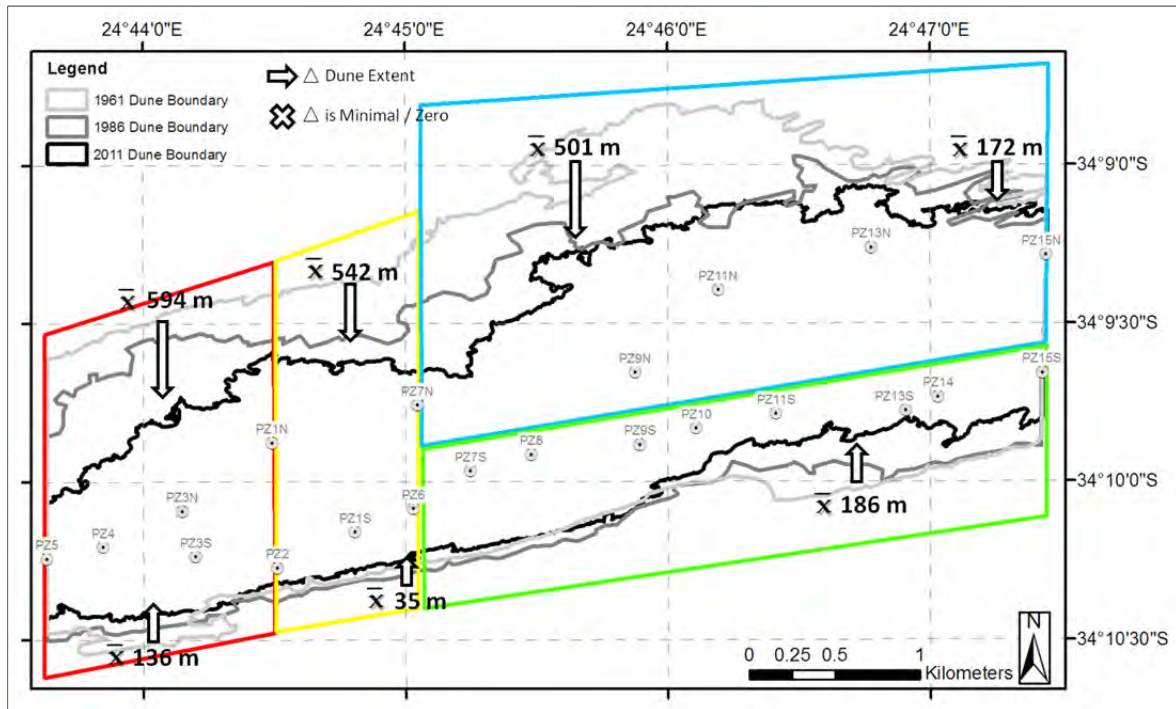 24°44'0"E 24°45'0"E 24°46'0"E 24°47'0"E
Legend
1961 Dune Boundary
1986 Dune Boundary
2011 Dune Boundary
△ Dune Extent
△ is Minimal / Zero
x̅ 501 m
x̅ 172 m
34°9'0"S
PZ13N
PZ15N
x̅ 542 m
PZ11N
x̅ 594 m
34°9'30"S
PZ9N
PZ15S
PZ14
PZ7N
PZ13S
PZ11S
PZ10
PZ1N
PZ9S
PZ8
PZ7S
34°10'0"S
PZ3N
PZ6
x̅ 186 m
PZ1S
PZ4
PZ5
PZ3S
PZ2
x̅ 35 m
x̅ 136 m
34°10'30"S
N
0 0.25 0.5 1
Kilometers